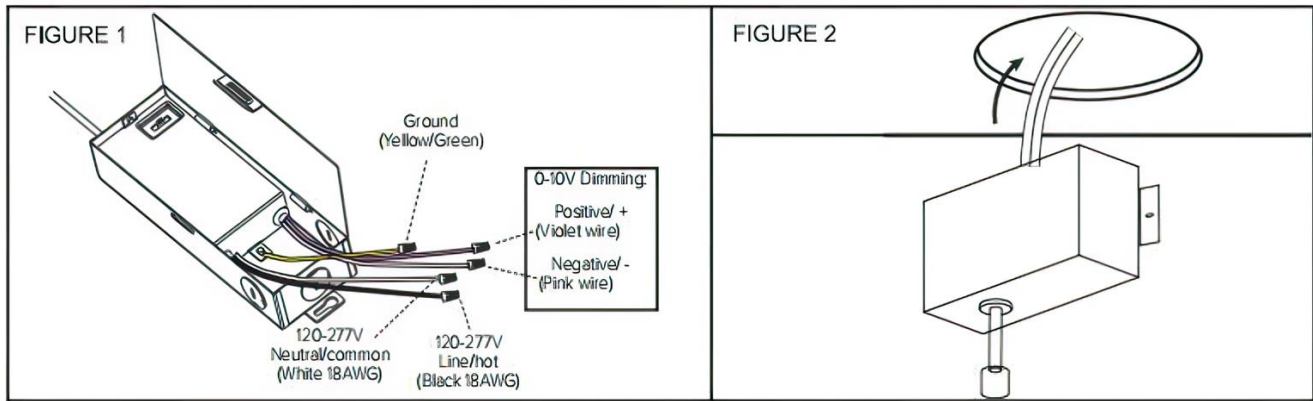 FIGURE 1
Ground
(Yellow/Green)
0-10V Dimming:
Positive/ +
(Violet wire)
Negative/ -
(Pink wire)
120-277V
Neutral/common
(White 18AWG)
120-277V
Line/hot
(Black 18AWG)
FIGURE 2